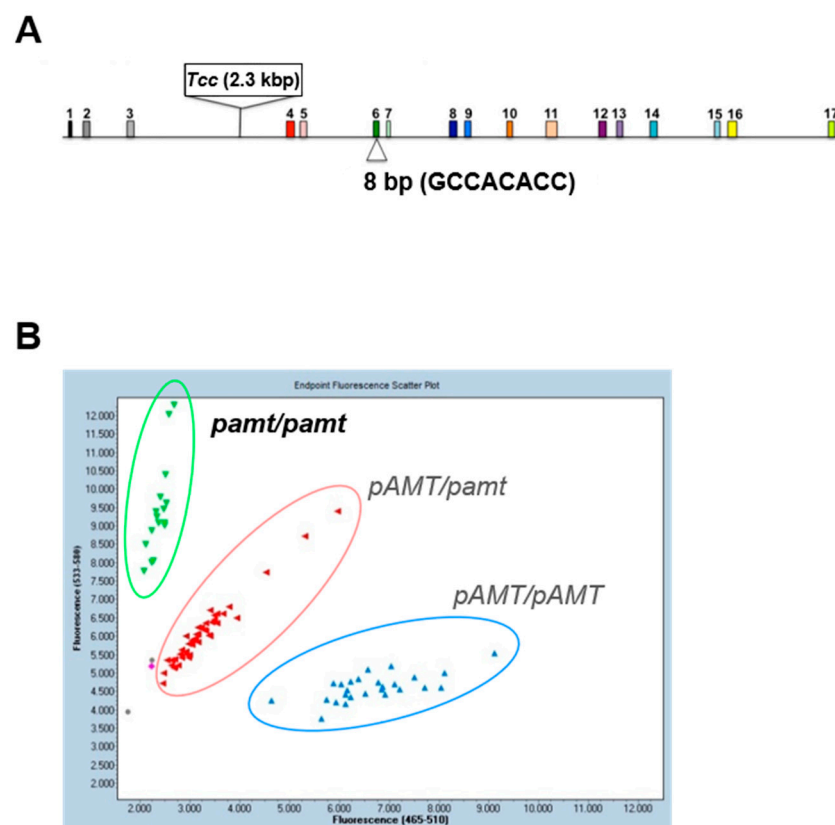 A
Tcc (2.3 kbp)
1 2 3 4 5 6 7 8 9 10 11 12 13 14 15 16 17
8 bp (GCCACACC)
B
Endpoint Fluorescence Scatter Plot
pamt/pamt
pAMT/pamt
pAMT/pAMT
Fluorescence (533-580)
12.000
11.500
11.000
10.500
10.000
9.500
9.000
8.500
8.000
7.500
7.000
6.500
6.000
5.500
5.000
4.500
4.000
3.500
3.000
2.500
2.000
2.000 3.000 4.000 5.000 6.000 7.000 8.000 9.000 10.000 11.000 12.000
Fluorescence (465-510)